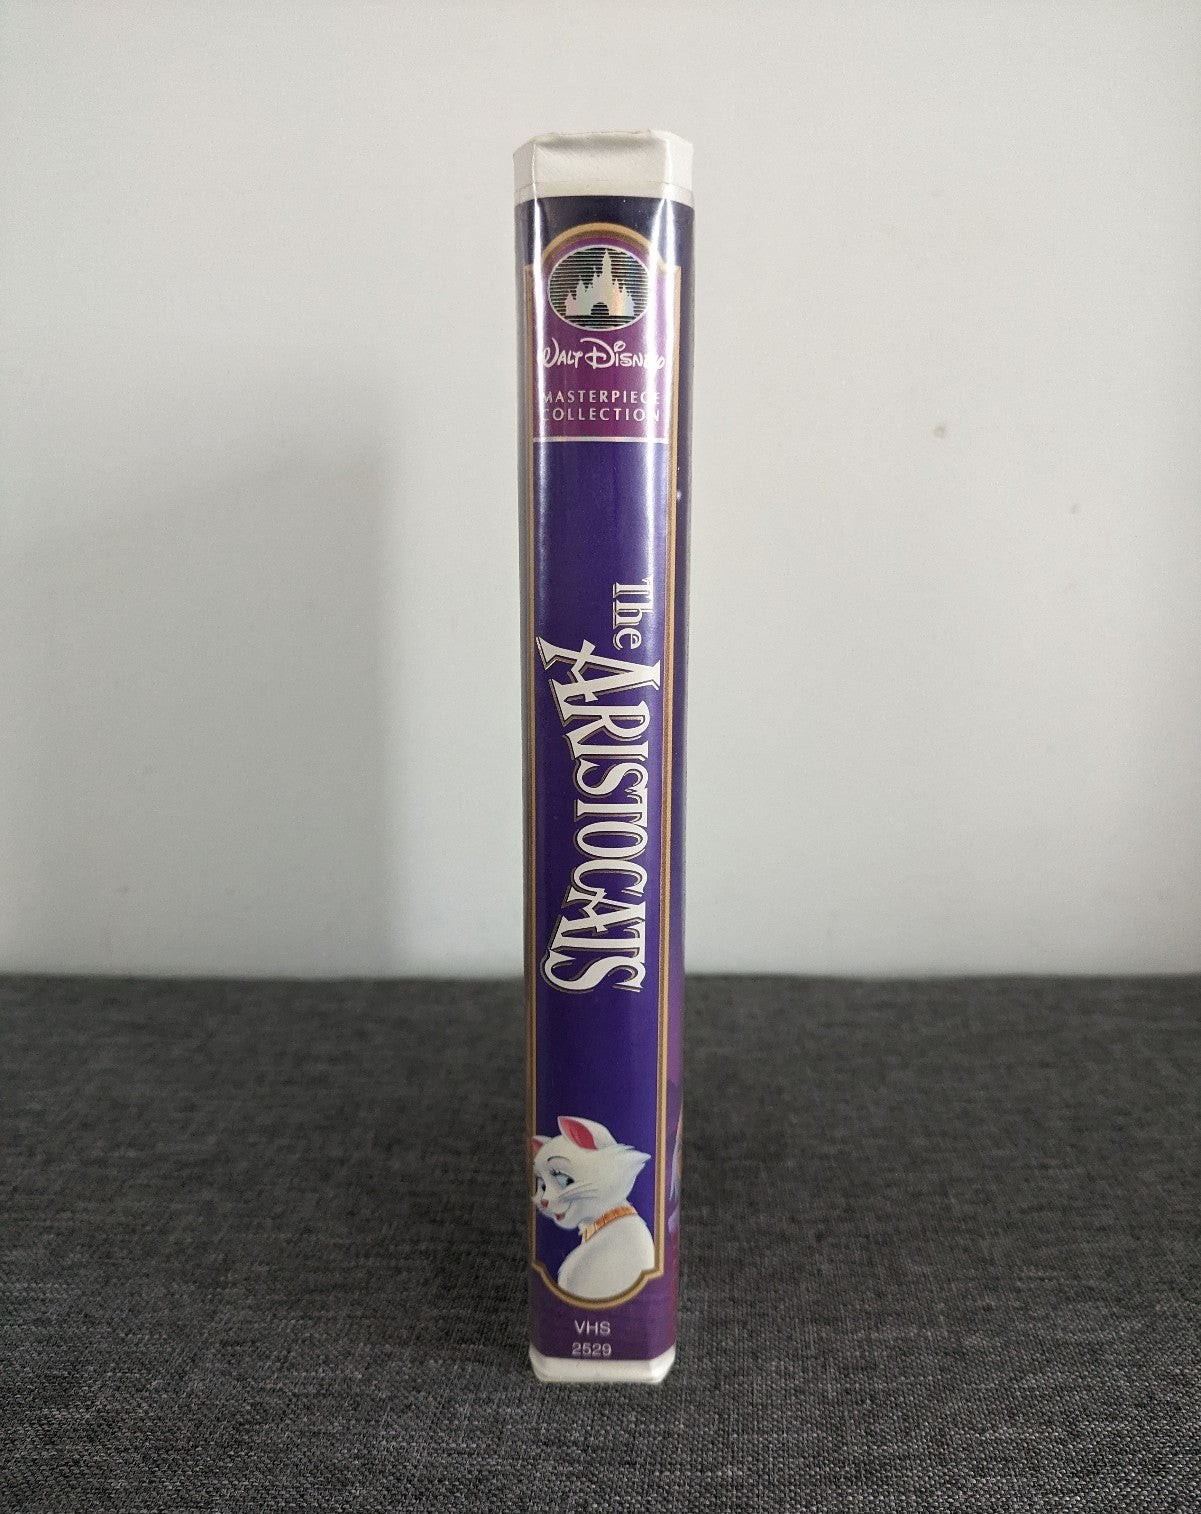 Walt Disney
MASTERPIECE
COLLECTION
The
ARISTOCATS
VHS
2529